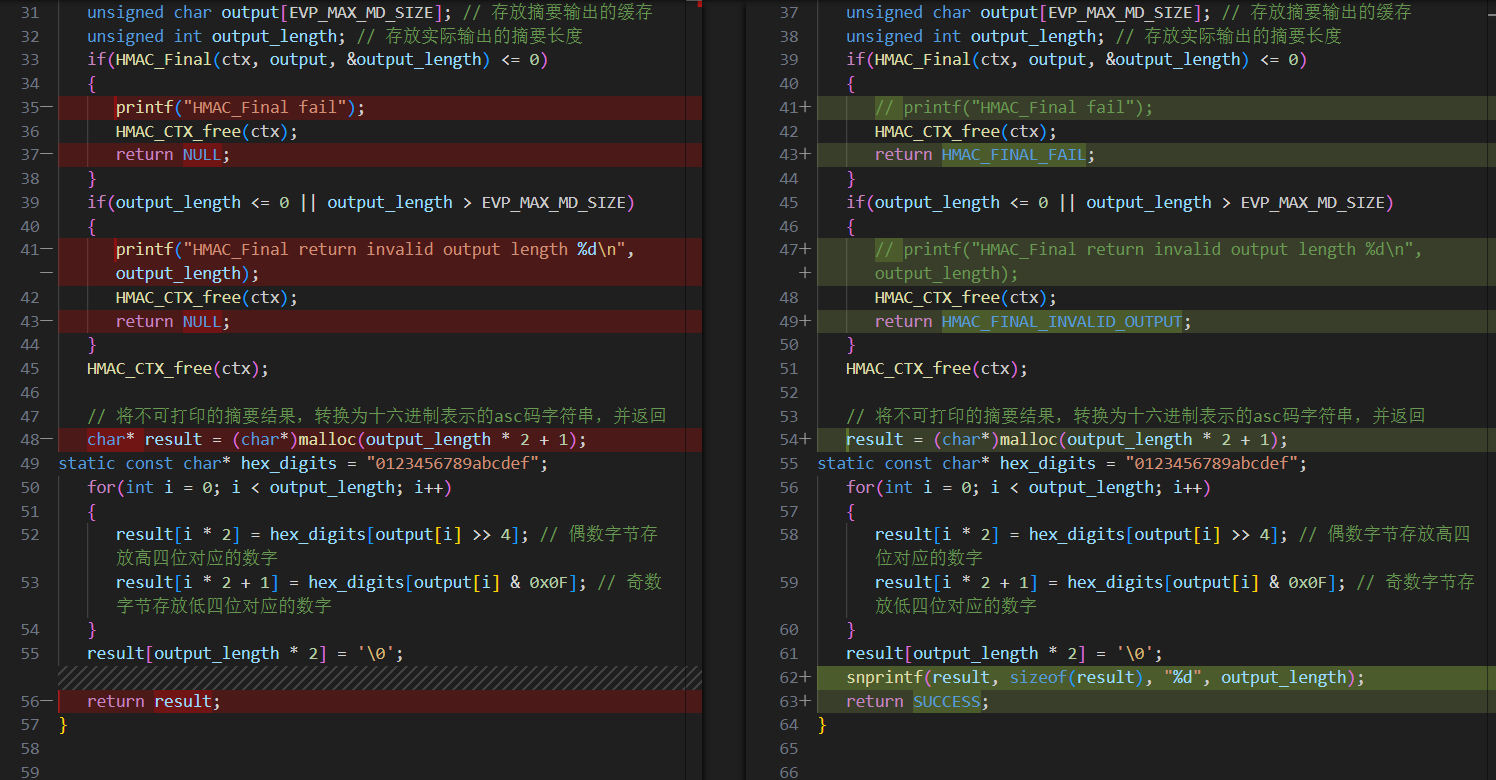 31 unsigned char output[EVP_MAX_MD_SIZE]; // 存放摘要输出的缓存
32 unsigned int output_length; // 存放实际输出的摘要长度
33 if(HMAC_Final(ctx, output, &output_length) <= 0)
34 {
35— printf("HMAC_Final fail");
36 HMAC_CTX_free(ctx);
37— return NULL;
38 }
39 if(output_length <= 0 || output_length > EVP_MAX_MD_SIZE)
40 {
41— printf("HMAC_Final return invalid output length %d\n",
— output_length);
42 HMAC_CTX_free(ctx);
43— return NULL;
44 }
45 HMAC_CTX_free(ctx);
46
47 // 将不可打印的摘要结果，转换为十六进制表示的asc码字符串，并返回
48— char* result = (char*)malloc(output_length * 2 + 1);
49 static const char* hex_digits = "0123456789abcdef";
50 for(int i = 0; i < output_length; i++)
51 {
52 result[i * 2] = hex_digits[output[i] >> 4]; // 偶数字节存
放高四位对应的数字
53 result[i * 2 + 1] = hex_digits[output[i] & 0x0F]; // 奇数
字节存放低四位对应的数字
54 }
55 result[output_length * 2] = '\0';
56— return result;
57 }
58
59
37 unsigned char output[EVP_MAX_MD_SIZE]; // 存放摘要输出的缓存
38 unsigned int output_length; // 存放实际输出的摘要长度
39 if(HMAC_Final(ctx, output, &output_length) <= 0)
40 {
41+ // printf("HMAC_Final fail");
42 HMAC_CTX_free(ctx);
43+ return HMAC_FINAL_FAIL;
44 }
45 if(output_length <= 0 || output_length > EVP_MAX_MD_SIZE)
46 {
47+ // printf("HMAC_Final return invalid output length %d\n",
+ output_length);
48 HMAC_CTX_free(ctx);
49+ return HMAC_FINAL_INVALID_OUTPUT;
50 }
51 HMAC_CTX_free(ctx);
52
53 // 将不可打印的摘要结果，转换为十六进制表示的asc码字符串，并返回
54+ result = (char*)malloc(output_length * 2 + 1);
55 static const char* hex_digits = "0123456789abcdef";
56 for(int i = 0; i < output_length; i++)
57 {
58 result[i * 2] = hex_digits[output[i] >> 4]; // 偶数字节存放高四
位对应的数字
59 result[i * 2 + 1] = hex_digits[output[i] & 0x0F]; // 奇数字节存
放低四位对应的数字
60 }
61 result[output_length * 2] = '\0';
62+ snprintf(result, sizeof(result), "%d", output_length);
63+ return SUCCESS;
64 }
65
66